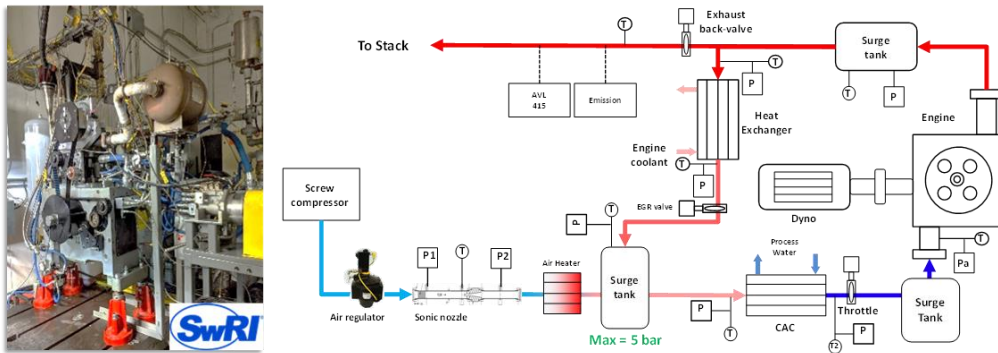 SwRI
To Stack
Exhaust
back-valve
T
Surge
tank
T
P
T
P
AVL
415
Emission
Heat
Exchanger
Engine
Engine
coolant
T
P
Screw
compressor
EGR valve
Dyno
P
T
T
Pa
P1
T
P2
Air Heater
Process
Water
Surge
tank
Surge
Tank
Air regulator
Sonic nozzle
P
T
CAC
Throttle
T2
P
Max = 5 bar